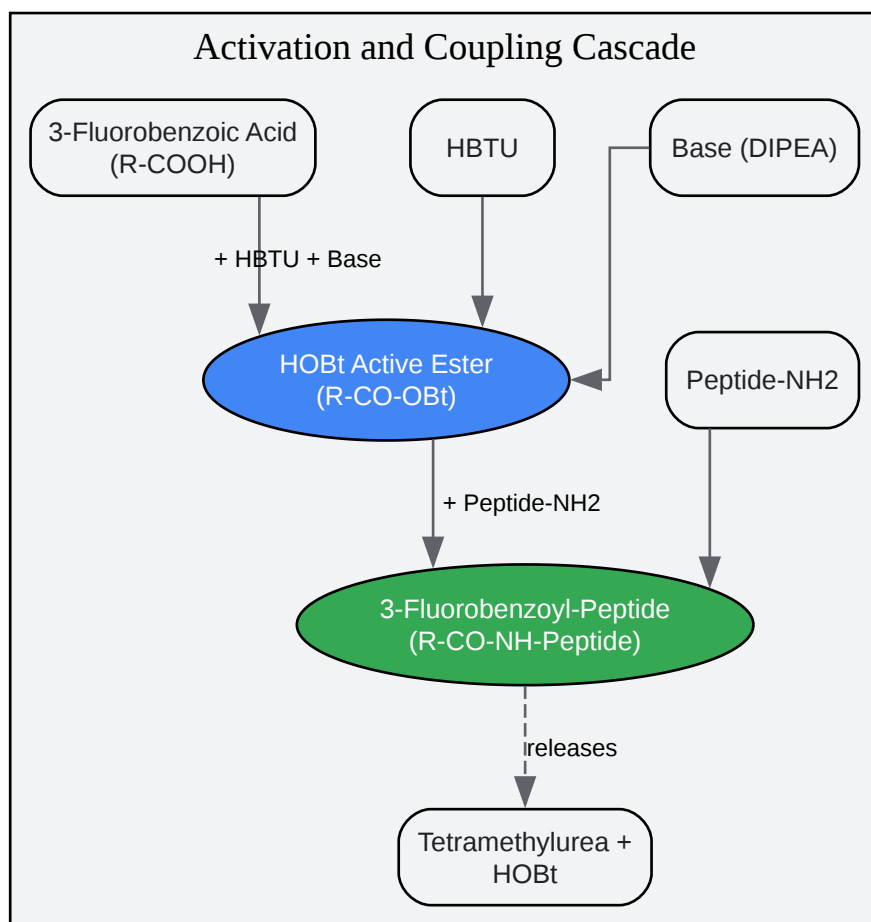 Activation and Coupling Cascade
3-Fluorobenzoic Acid
(R-COOH)
HBTU
Base (DIPEA)
+ HBTU + Base
HOBt Active Ester
(R-CO-OBt)
Peptide-NH2
+ Peptide-NH2
3-Fluorobenzoyl-Peptide
(R-CO-NH-Peptide)
releases
Tetramethylurea +
HOBt